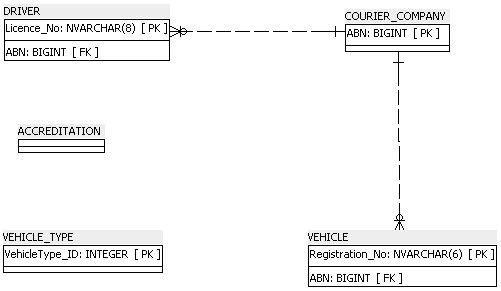 DRIVER
Licence_No: NVARCHAR(8) [ PK ]
ABN: BIGINT [ FK ]
COURIER_COMPANY
ABN: BIGINT [ PK ]
ACCREDITATION
VEHICLE_TYPE
VehicleType_ID: INTEGER [ PK ]
VEHICLE
Registration_No: NVARCHAR(6) [ PK ]
ABN: BIGINT [ FK ]